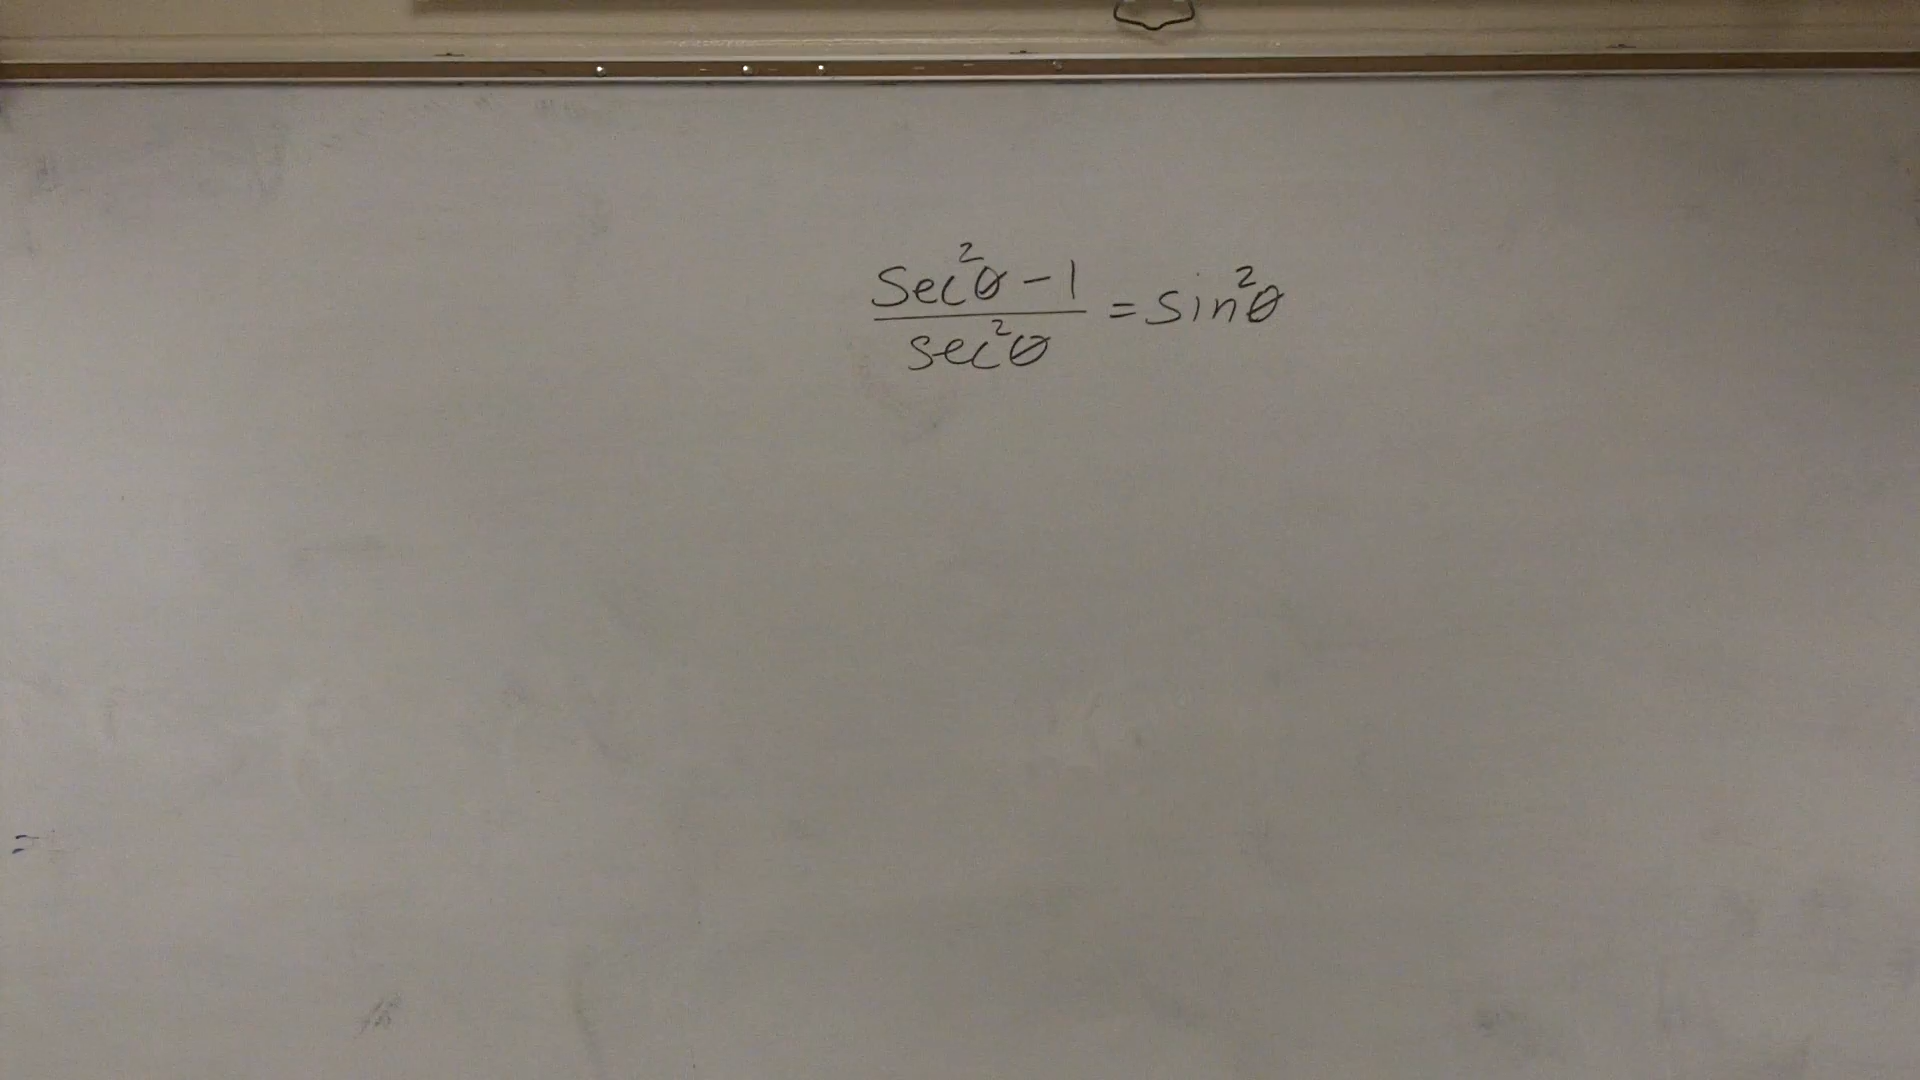 sec²θ - 1
sec²θ
= sin²θ
=